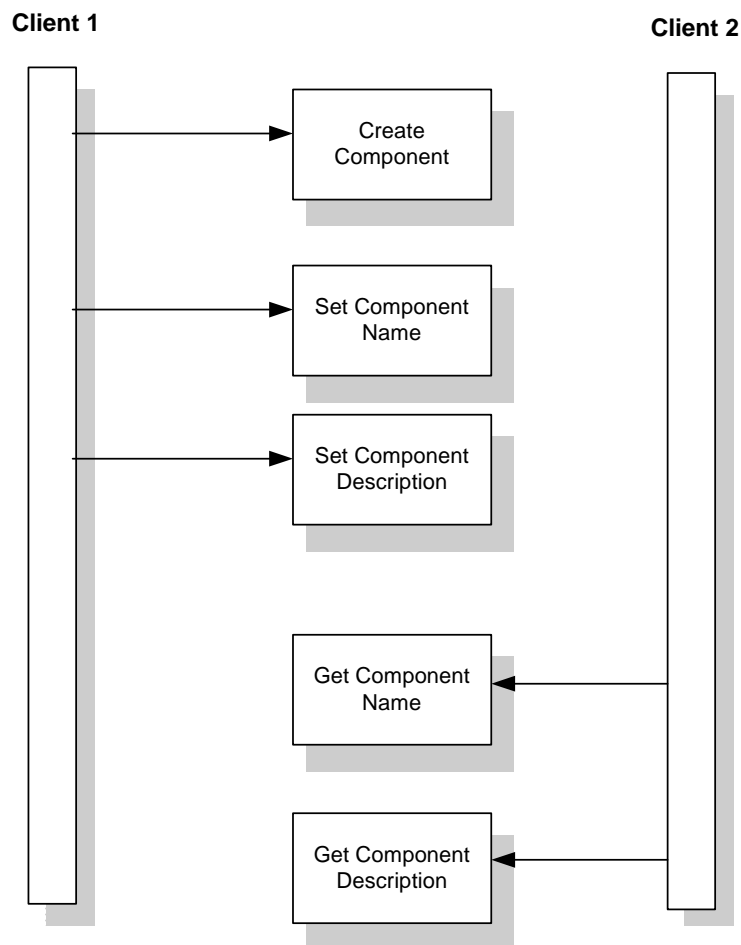 Client 1
Client 2
Create
Component
Set Component
Name
Set Component
Description
Get Component
Name
Get Component
Description